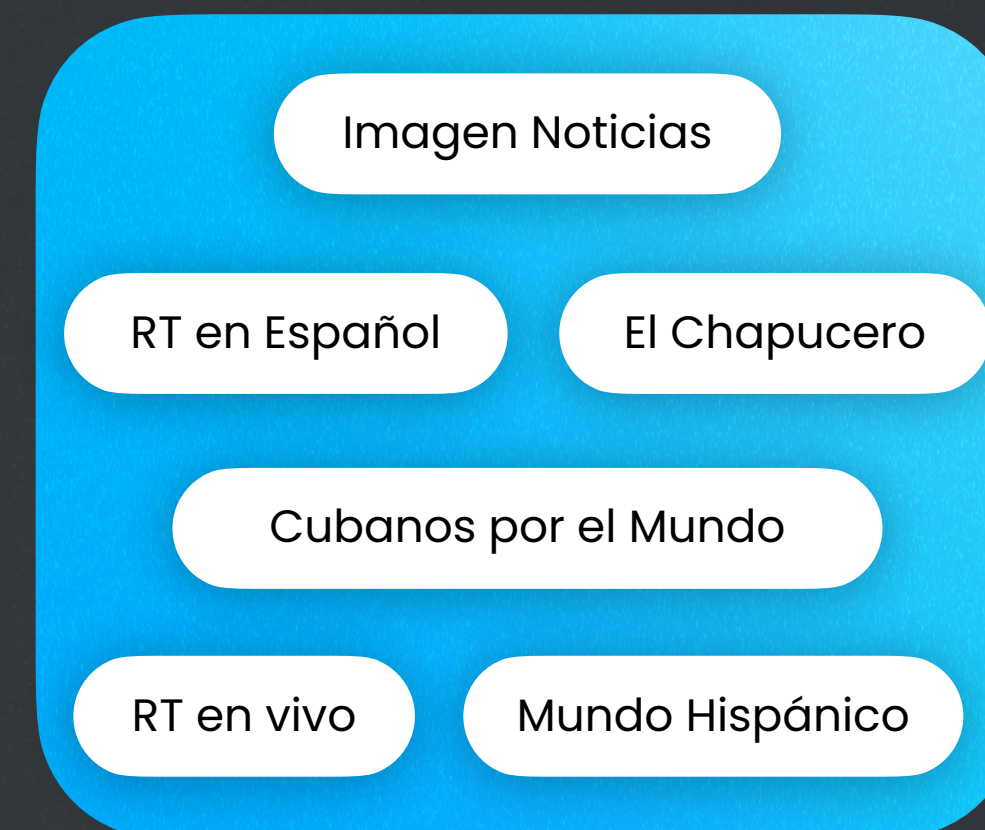 Imagen Noticias
RT en Español
El Chapucero
Cubanos por el Mundo
RT en vivo
Mundo Hispánico